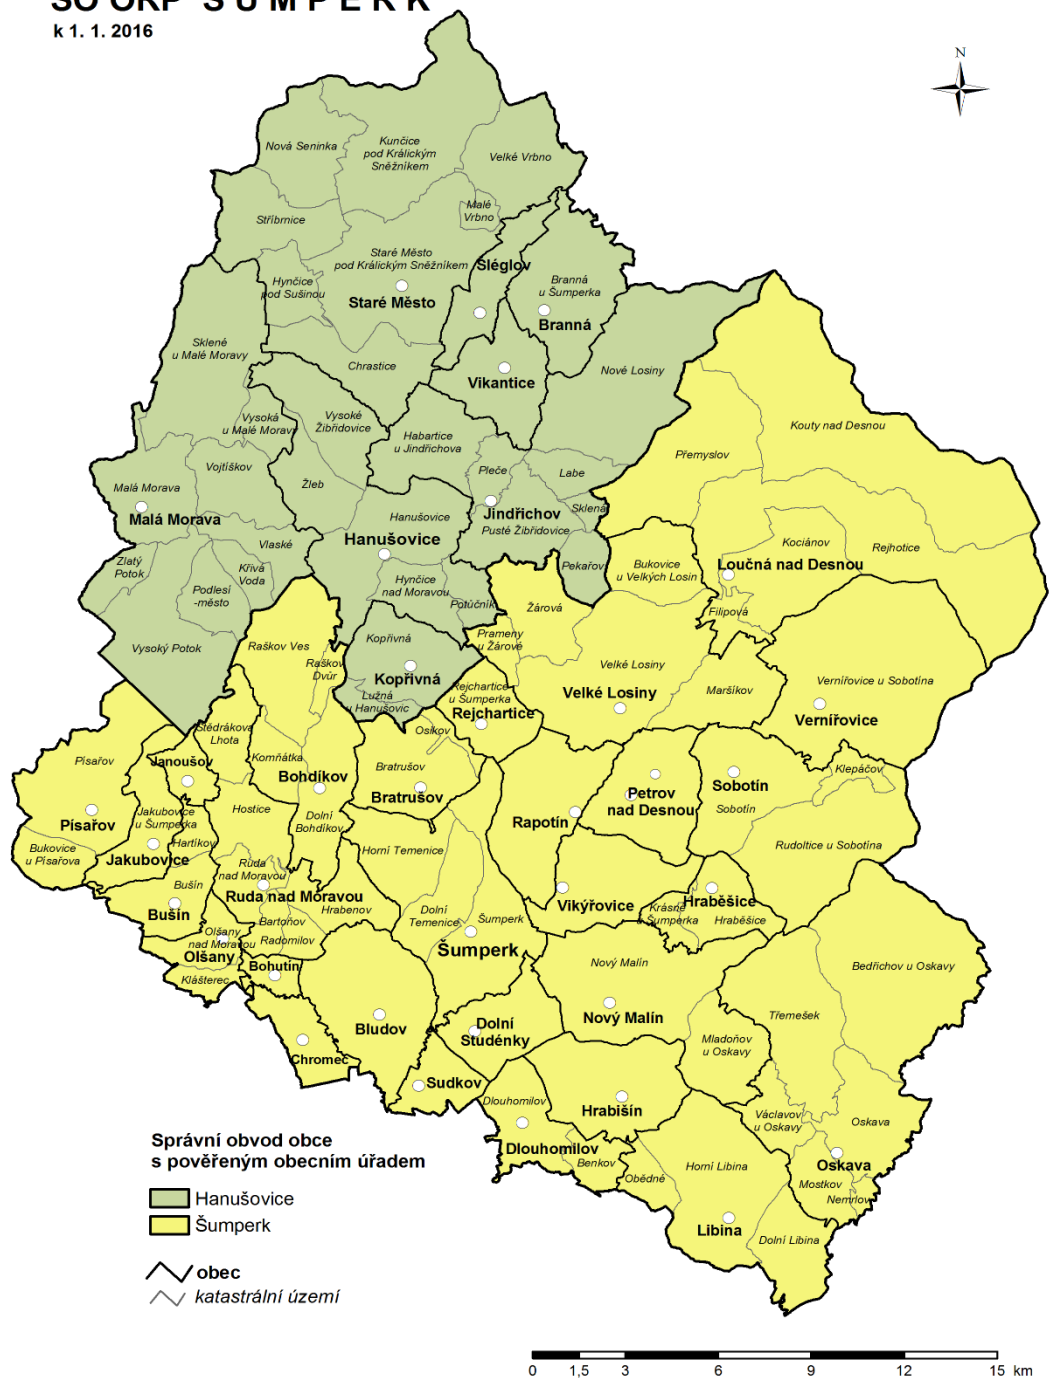 SO ORP Š U M P E R K
k 1. 1. 2016
N
Nová Seninka
Kunčice
pod Králickým
Sněžníkem
Velké Vrbno
Malé
Vrbno
Stříbrnice
Staré Město
pod Králickým Sněžníkem
Hynčice
pod Sušinou
Staré Město
Šléglov
Branná
u Šumperka
Branná
Sklené
u Malé Moravy
Chrastice
Vikantice
Nové Losiny
Vysoká
u Malé Moravy
Vysoké
Žibřidovice
Habartice
u Jindřichova
Kouty nad Desnou
Přemyslov
Vojtíškov
Malá Morava
Malá Morava
Žleb
Pleče
Labe
Sklená
Jindřichov
Pusté Žibřidovice
Hanušovice
Hanušovice
Vlaské
Kociánov
Rejhotice
Loučná nad Desnou
Zlatý
Potok
Křivá
Voda
Podlesí
-město
Hynčice
nad Moravou
Pekařov
Bukovice
u Velkých Losin
Potůčník
Žárová
Filipová
Vysoký Potok
Raškov Ves
Raškov
Dvůr
Kopřivná
Kopřivná
Lužná
u Hanušovic
Prameny
u Žárové
Velké Losiny
Velké Losiny
Maršíkov
Vernířovice u Sobotína
Vernířovice
Rejchartice
u Šumperka
Rejchartice
Štědrákova
Lhota
Osikov
Písařov
Janoušov
Komňátka
Bohdíkov
Bratrušov
Bratrušov
Klepáčov
Sobotín
Sobotín
Petrov
nad Desnou
Písařov
Jakubovice
u Šumperka
Hostice
Dolní
Bohdíkov
Rapotín
Bukovice
u Písařova
Jakubovice
Hartíkov
Horní Temenice
Rudoltice u Sobotína
Ruda
nad Moravou
Ruda nad Moravou
Bušín
Bušín
Hrabenov
Vikýřovice
Krásné
u Šumperka
Hraběšice
Hraběšice
Bartoňov
Radomilov
Dolní
Temenice
Šumperk
Šumperk
Olšany
nad Moravou
Olšany
Klášterec
Bohutín
Nový Malín
Nový Malín
Bedřichov u Oskavy
Třemešek
Bludov
Dolní
Studénky
Mladoňov
u Oskavy
Chromeč
Sudkov
Dlouhomilov
Dlouhomilov
Hrabišín
Václavov
u Oskavy
Oskava
Oskava
Benkov
Obědné
Horní Libina
Mostkov
Nemrlov
Libina
Dolní Libina
Správní obvod obce
s pověřeným obecním úřadem
Hanušovice
Šumperk
obec
katastrální území
0 1,5 3 6 9 12 15 km